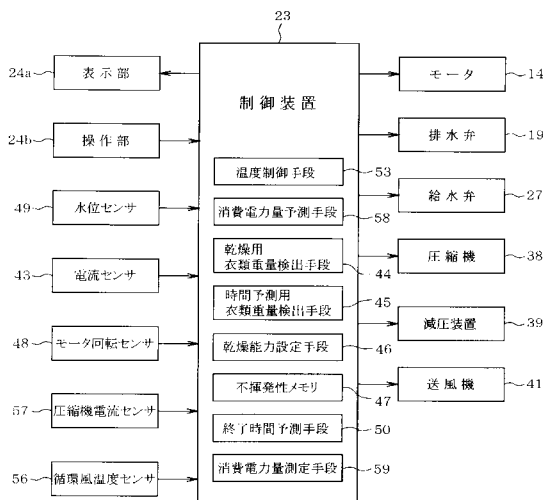 23
制御装置
24a
表示部
24b
操作部
49
水位センサ
43
電流センサ
48
モータ回転センサ
57
圧縮機電流センサ
56
循環風温度センサ
温度制御手段
53
消費電力量予測手段
58
乾燥用
衣類重量検出手段
44
時間予測用
衣類重量検出手段
45
乾燥能力設定手段
46
不揮発性メモリ
47
終了時間予測手段
50
消費電力量測定手段
59
モータ
14
排水弁
19
給水弁
27
圧縮機
38
減圧装置
39
送風機
41